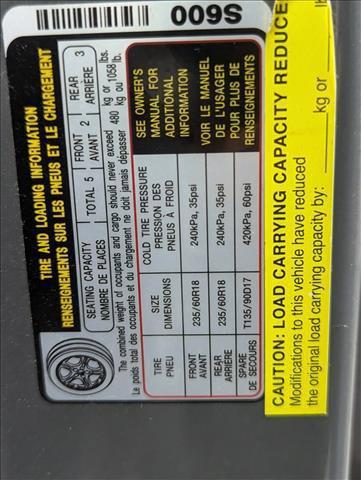 S600
TIRE AND LOADING INFORMATION
RENSEIGNEMENTS SUR LES PNEUS ET LE CHARGEMENT
SEATING CAPACITY
NOMBRE DE PLACES
TOTAL 5
FRONT 2
AVANT
REAR 3
ARRIÈRE
The combined weight of occupants and cargo should never exceed 480 kg or 1058 lbs.
Le poids total des occupants et du chargement ne doit jamais dépasser 480 kg ou 1058 lb.
TIRE
PNEU
SIZE
DIMENSIONS
COLD TIRE PRESSURE
PRESSION DES
PNEUS À FROID
FRONT
AVANT
235/60R18
240kPa, 35psi
REAR
ARRIÈRE
235/60R18
240kPa, 35psi
SPARE
DE SECOURS
T135/90D17
420kPa, 60psi
SEE OWNER'S
MANUAL FOR
ADDITIONAL
INFORMATION
VOIR LE MANUEL
DE L'USAGER
POUR PLUS DE
RENSEIGNEMENTS
CAUTION: LOAD CARRYING CAPACITY REDUCE
Modifications to this vehicle have reduced
the original load carrying capacity by:
kg or